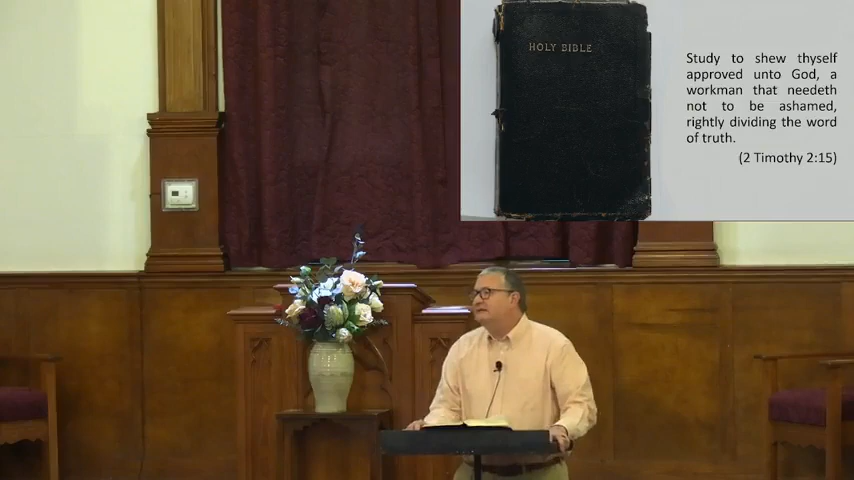 HOLY BIBLE
Study to shew thyself
approved unto God, a
workman that needeth
not to be ashamed,
rightly dividing the word
of truth.
(2 Timothy 2:15)